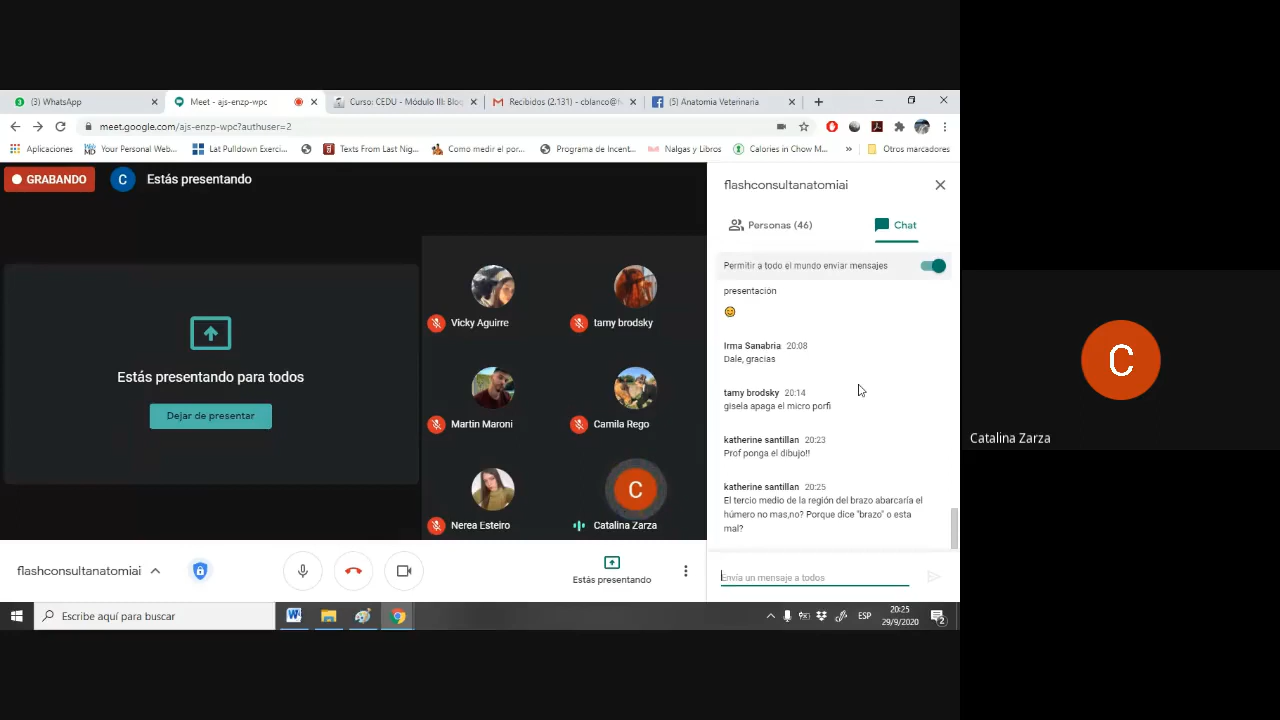 (3) WhatsApp
Meet - ajs-enzp-wpc
Curso: CEDU - Módulo III: Bloq
Recibidos (2.131) - cblanco@
(5) Anatomía Veterinaria
meet.google.com/ajs-enzp-wpc?authuser=2
Aplicaciones
Your Personal Web...
Lat Pulldown Exerci...
Texts From Last Nig...
Como medir el por...
Programa de Incent...
Nalgas y Libros
Calories in Chow M...
»
Otros marcadores
GRABANDO
C
Estás presentando
flashconsultanatomiai
Personas (46)
Chat
Permitir a todo el mundo enviar mensajes
presentación
Irma Sanabria 20:08
Dale, gracias
tamy brodsky 20:14
gisela apaga el micro porfi
katherine santillan 20:23
Prof ponga el dibujo!!
katherine santillan 20:25
El tercio medio de la región del brazo abarcaría el
húmero no mas,no? Porque dice "brazo" o esta
mal?
Envía un mensaje a todos
Estás presentando para todos
Dejar de presentar
Vicky Aguirre
tamy brodsky
Martin Maroni
Camila Rego
Nerea Esteiro
C
Catalina Zarza
flashconsultanatomiai
Estás presentando
Escribe aquí para buscar
ESP
20:25
29/9/2020
2
C
Catalina Zarza